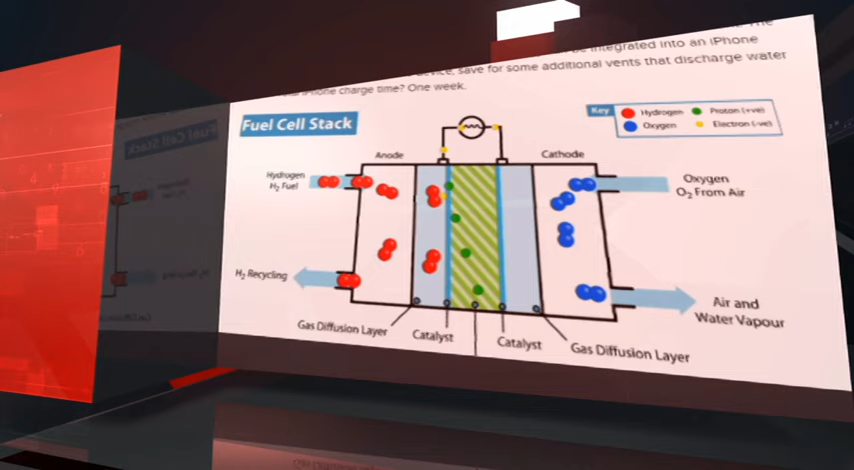 integrated into an iPhone
save for some additional vents that discharge water
charge time? One week.
Fuel Cell Stack
Key
Hydrogen
Proton (+ve)
Oxygen
Electron (-ve)
Anode
Cathode
Hydrogen
H₂ Fuel
Oxygen
O₂ From Air
H₂ Recycling
Air and
Water Vapour
Gas Diffusion Layer
Catalyst
Catalyst
Gas Diffusion Layer